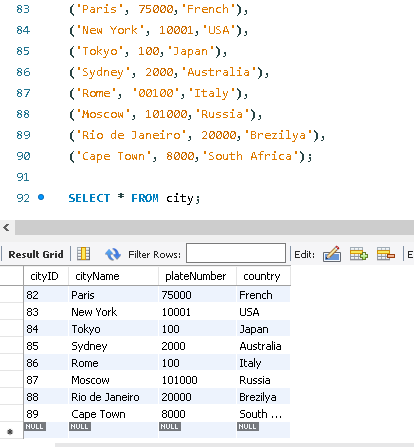 83 ('Paris', 75000,'French'),
84 ('New York', 10001,'USA'),
85 ('Tokyo', 100,'Japan'),
86 ('Sydney', 2000,'Australia'),
87 ('Rome', '00100','Italy'),
88 ('Moscow', 101000,'Russia'),
89 ('Rio de Janeiro', 20000,'Brezilya'),
90 ('Cape Town', 8000,'South Africa');
91
92 SELECT * FROM city;
Result Grid Filter Rows: Edit: E
cityID cityName plateNumber country
82 Paris 75000 French
83 New York 10001 USA
84 Tokyo 100 Japan
85 Sydney 2000 Australia
86 Rome 100 Italy
87 Moscow 101000 Russia
88 Rio de Janeiro 20000 Brezilya
89 Cape Town 8000 South ...
* NULL NULL NULL NULL